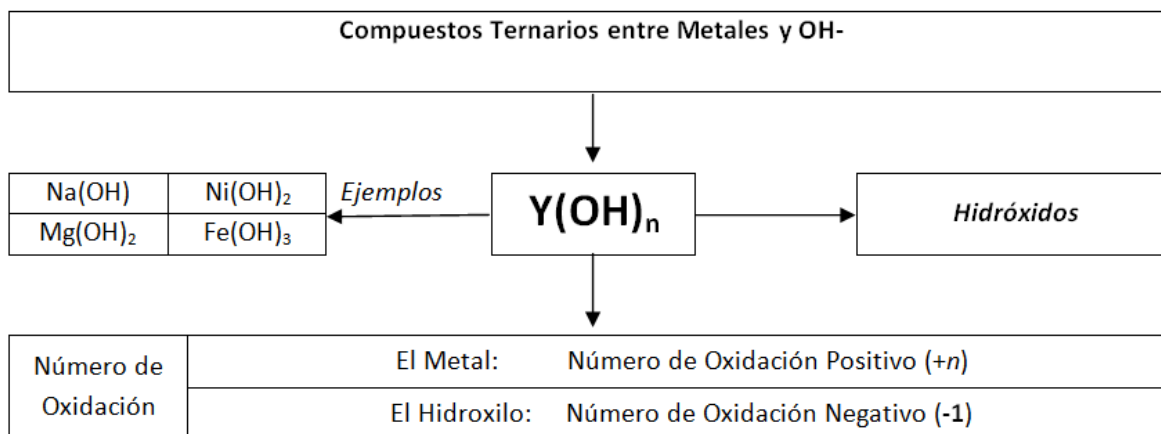 Compuestos Ternarios entre Metales y OH-
Na(OH) Ni(OH)₂ Ejemplos Y(OH)ₙ Hidróxidos
Mg(OH)₂ Fe(OH)₃
Número de Oxidación El Metal: Número de Oxidación Positivo (+n)
El Hidroxilo: Número de Oxidación Negativo (-1)